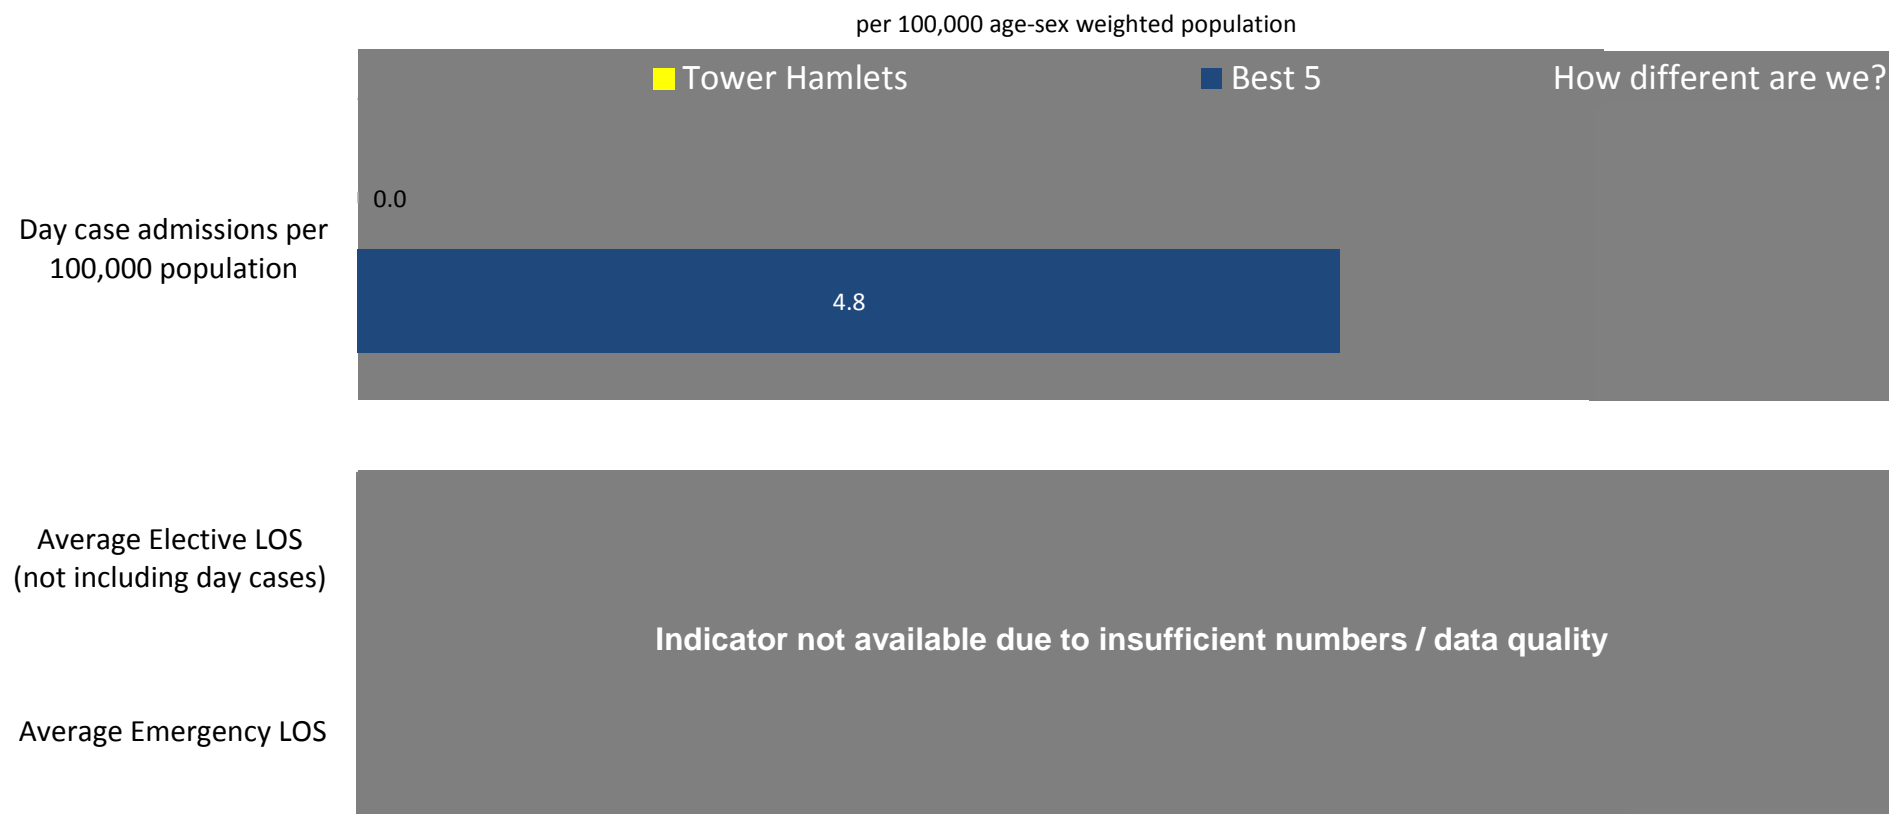 per 100,000 age-sex weighted population
Tower Hamlets
Best 5
How different are we?
0.0
Day case admissions per
100,000 population
4.8
Average Elective LOS
(not including day cases)
Indicator not available due to insufficient numbers / data quality
Average Emergency LOS